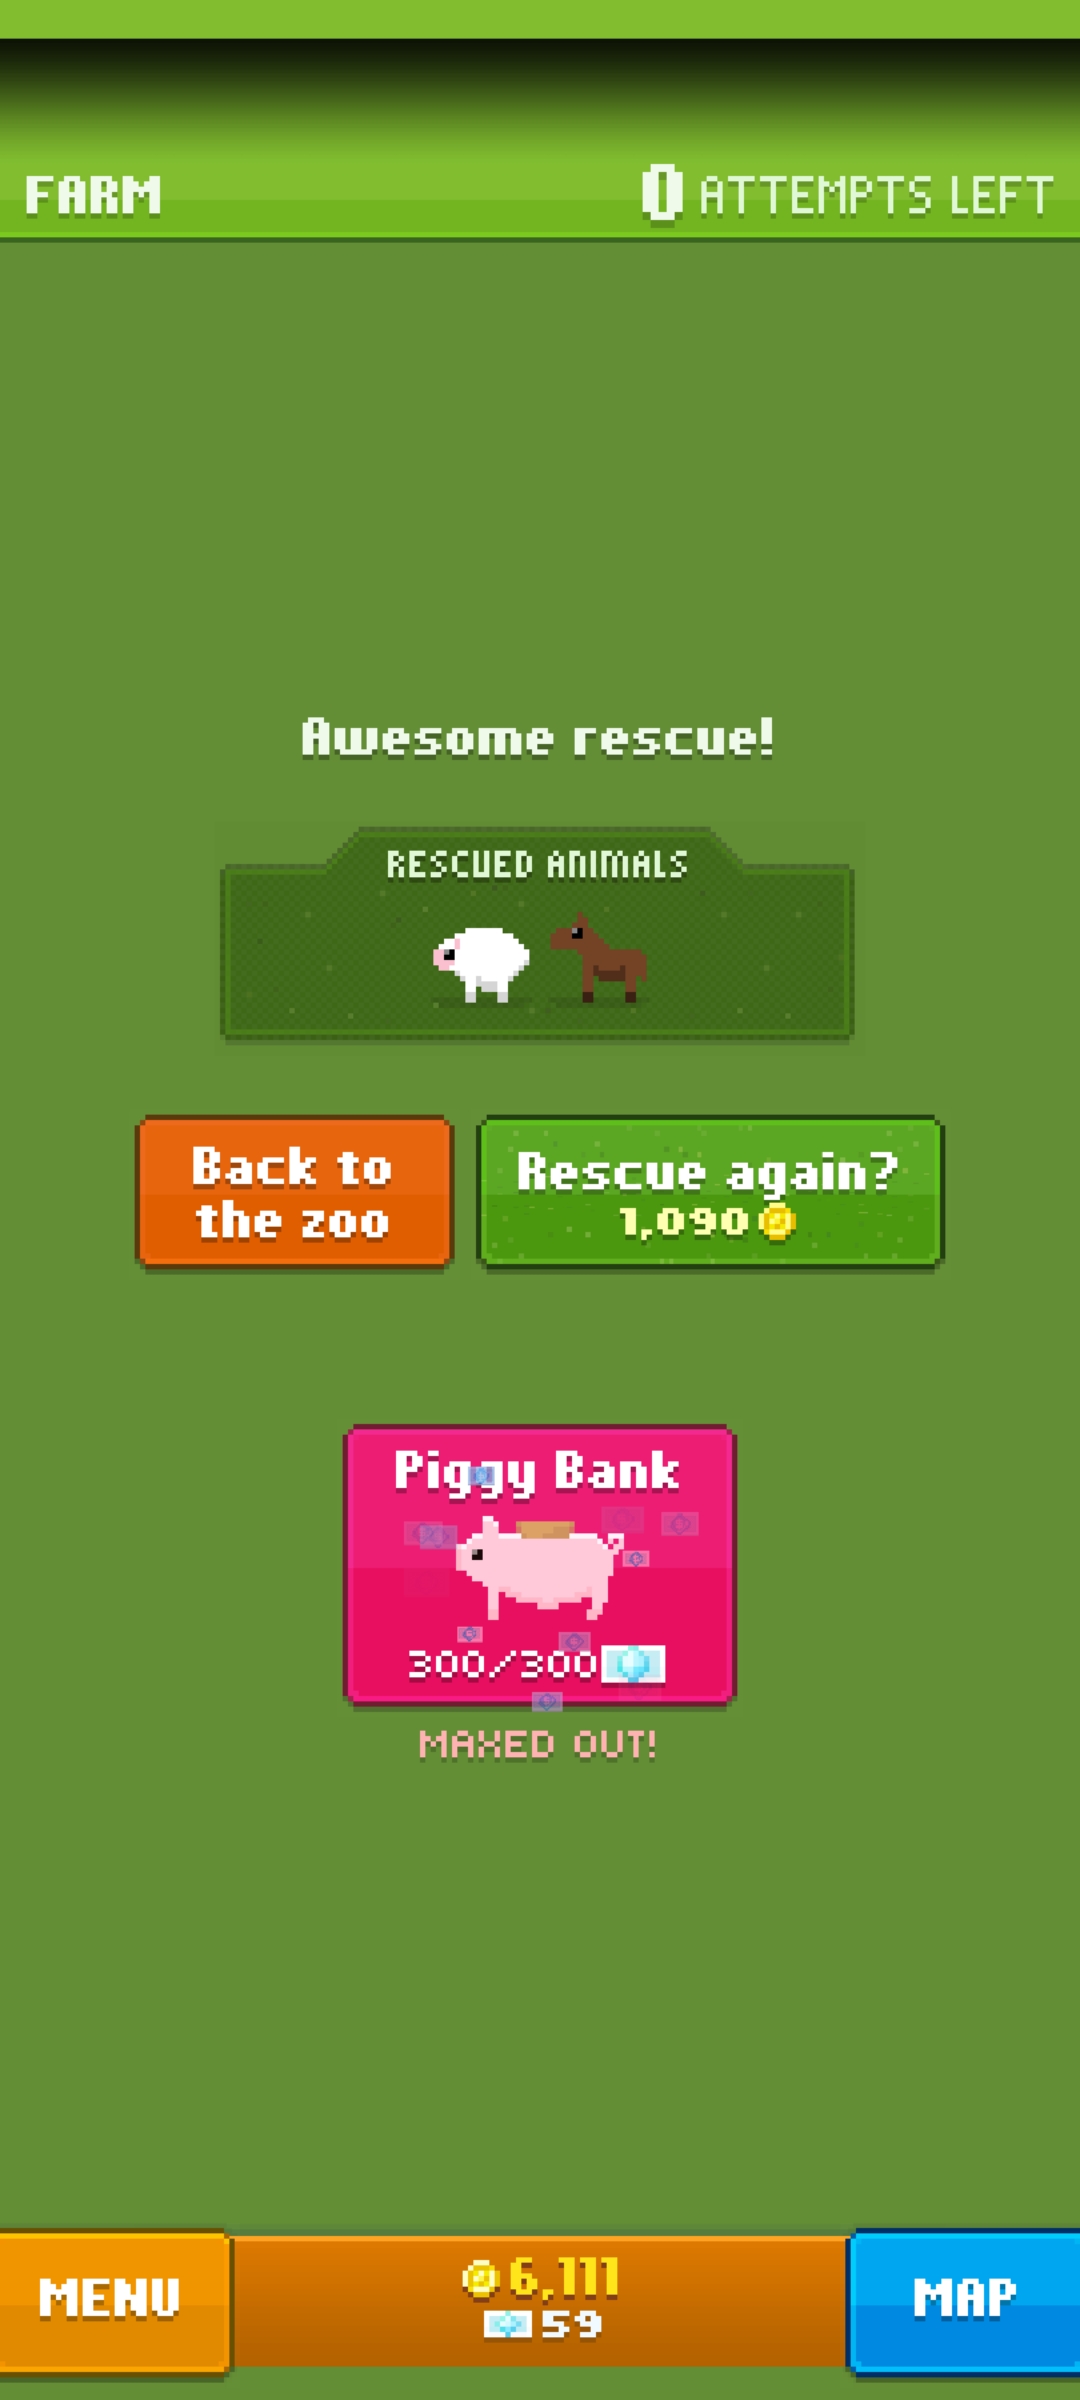 FARM
0 ATTEMPTS LEFT
Awesome rescue!
RESCUED ANIMALS
Back to
the zoo
Rescue again?
1,090
Piggy Bank
300/300
MAXED OUT!
MENU
6,111
59
MAP